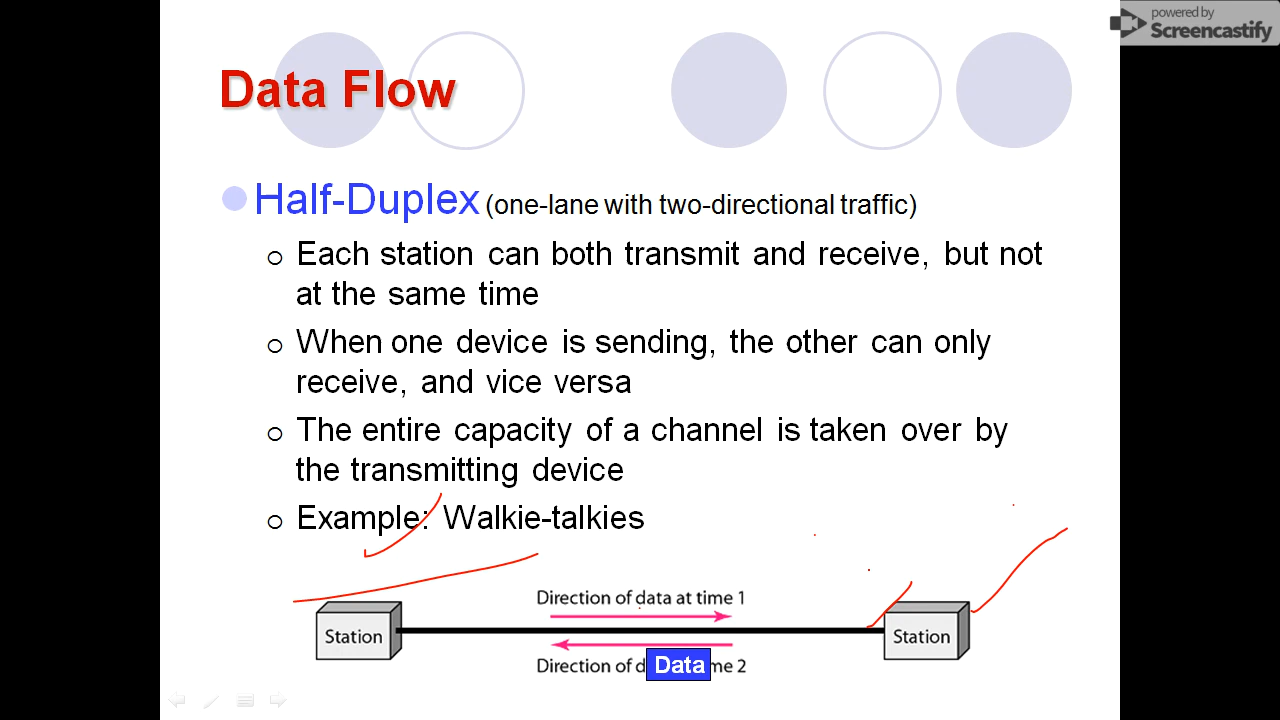 powered by
Screencastify
Data Flow
Half-Duplex (one-lane with two-directional traffic)
Each station can both transmit and receive, but not
at the same time
When one device is sending, the other can only
receive, and vice versa
The entire capacity of a channel is taken over by
the transmitting device
Example: Walkie-talkies
Direction of data at time 1
Station
Station
Direction of d Data me 2